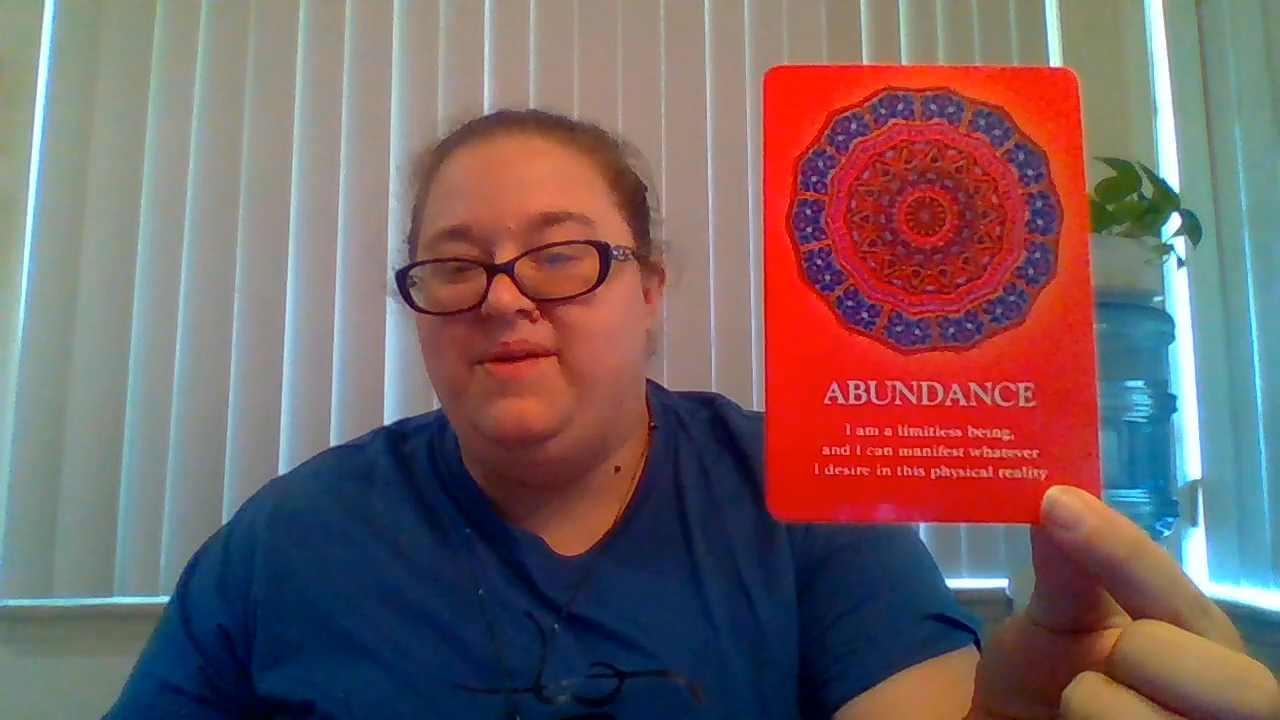 ABUNDANCE
I am a limitless being,
and I can manifest whatever
I desire in this physical reality